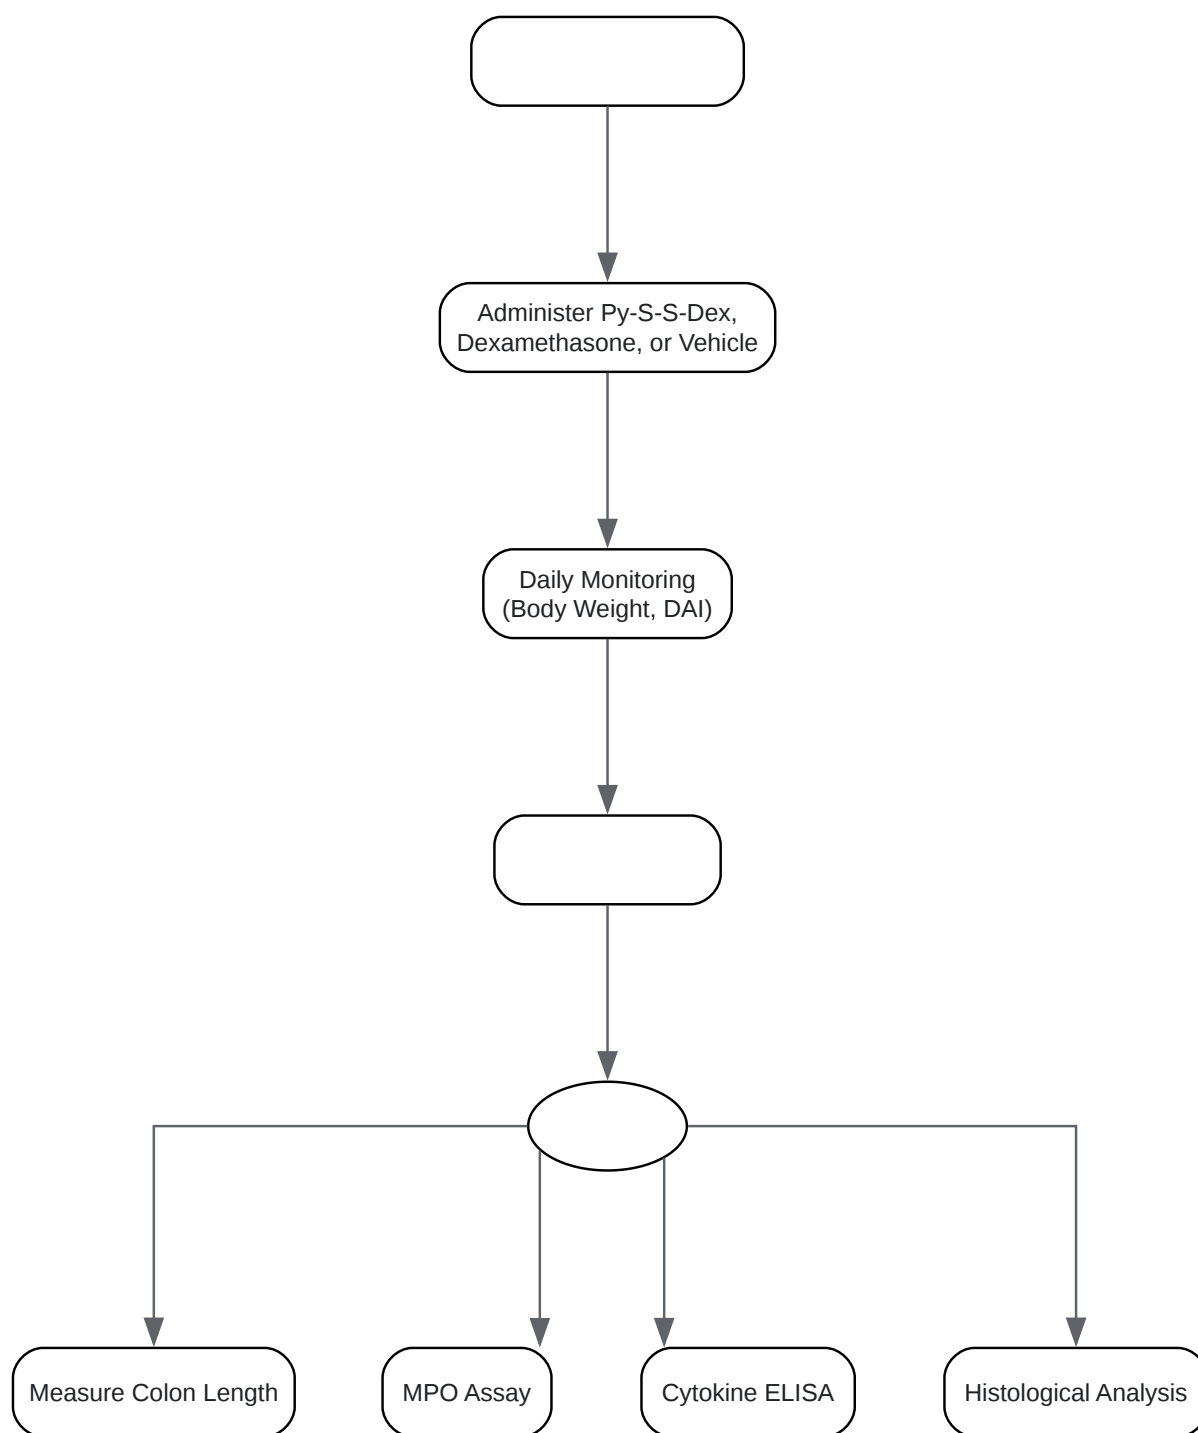 Administer Py-S-S-Dex,
Dexamethasone, or Vehicle
Daily Monitoring
(Body Weight, DAI)
Measure Colon Length
MPO Assay
Cytokine ELISA
Histological Analysis